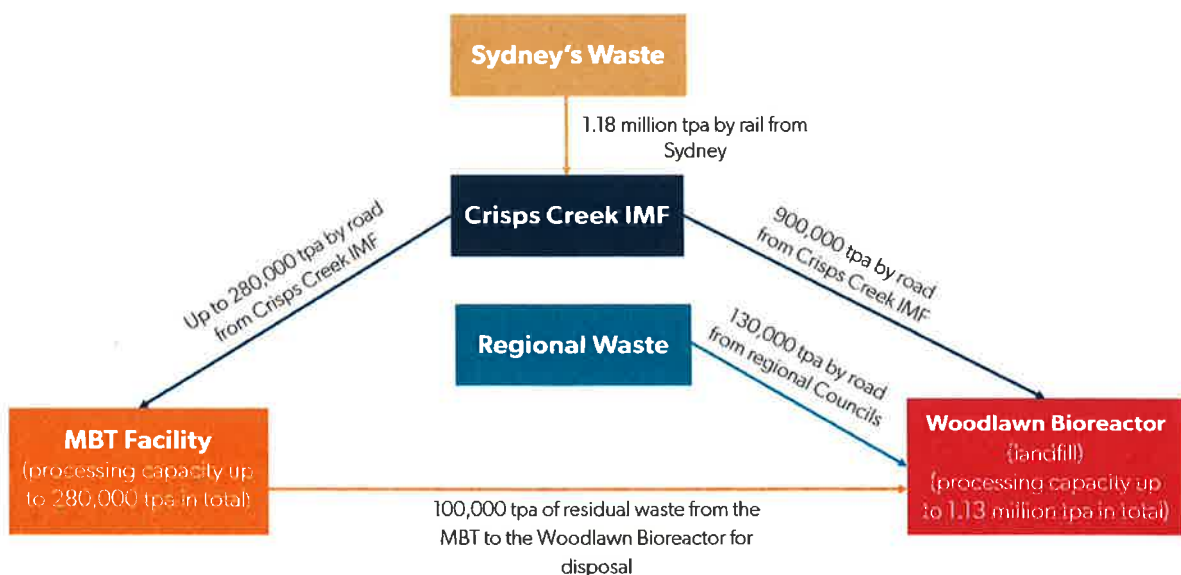 Sydney's Waste
1.18 million tpa by rail from
Sydney
Crisps Creek IMF
Up to 280,000 tpa by road
from Crisps Creek IMF
900,000 tpa by road
from Crisps Creek IMF
Regional Waste
130,000 tpa by road
from regional Councils
MBT Facility
(processing capacity up
to 280,000 tpa in total)
Woodlawn Bioreactor
(landfill)
(processing capacity up
to 1.13 million tpa in total)
100,000 tpa of residual waste from the
MBT to the Woodlawn Bioreactor for
disposal